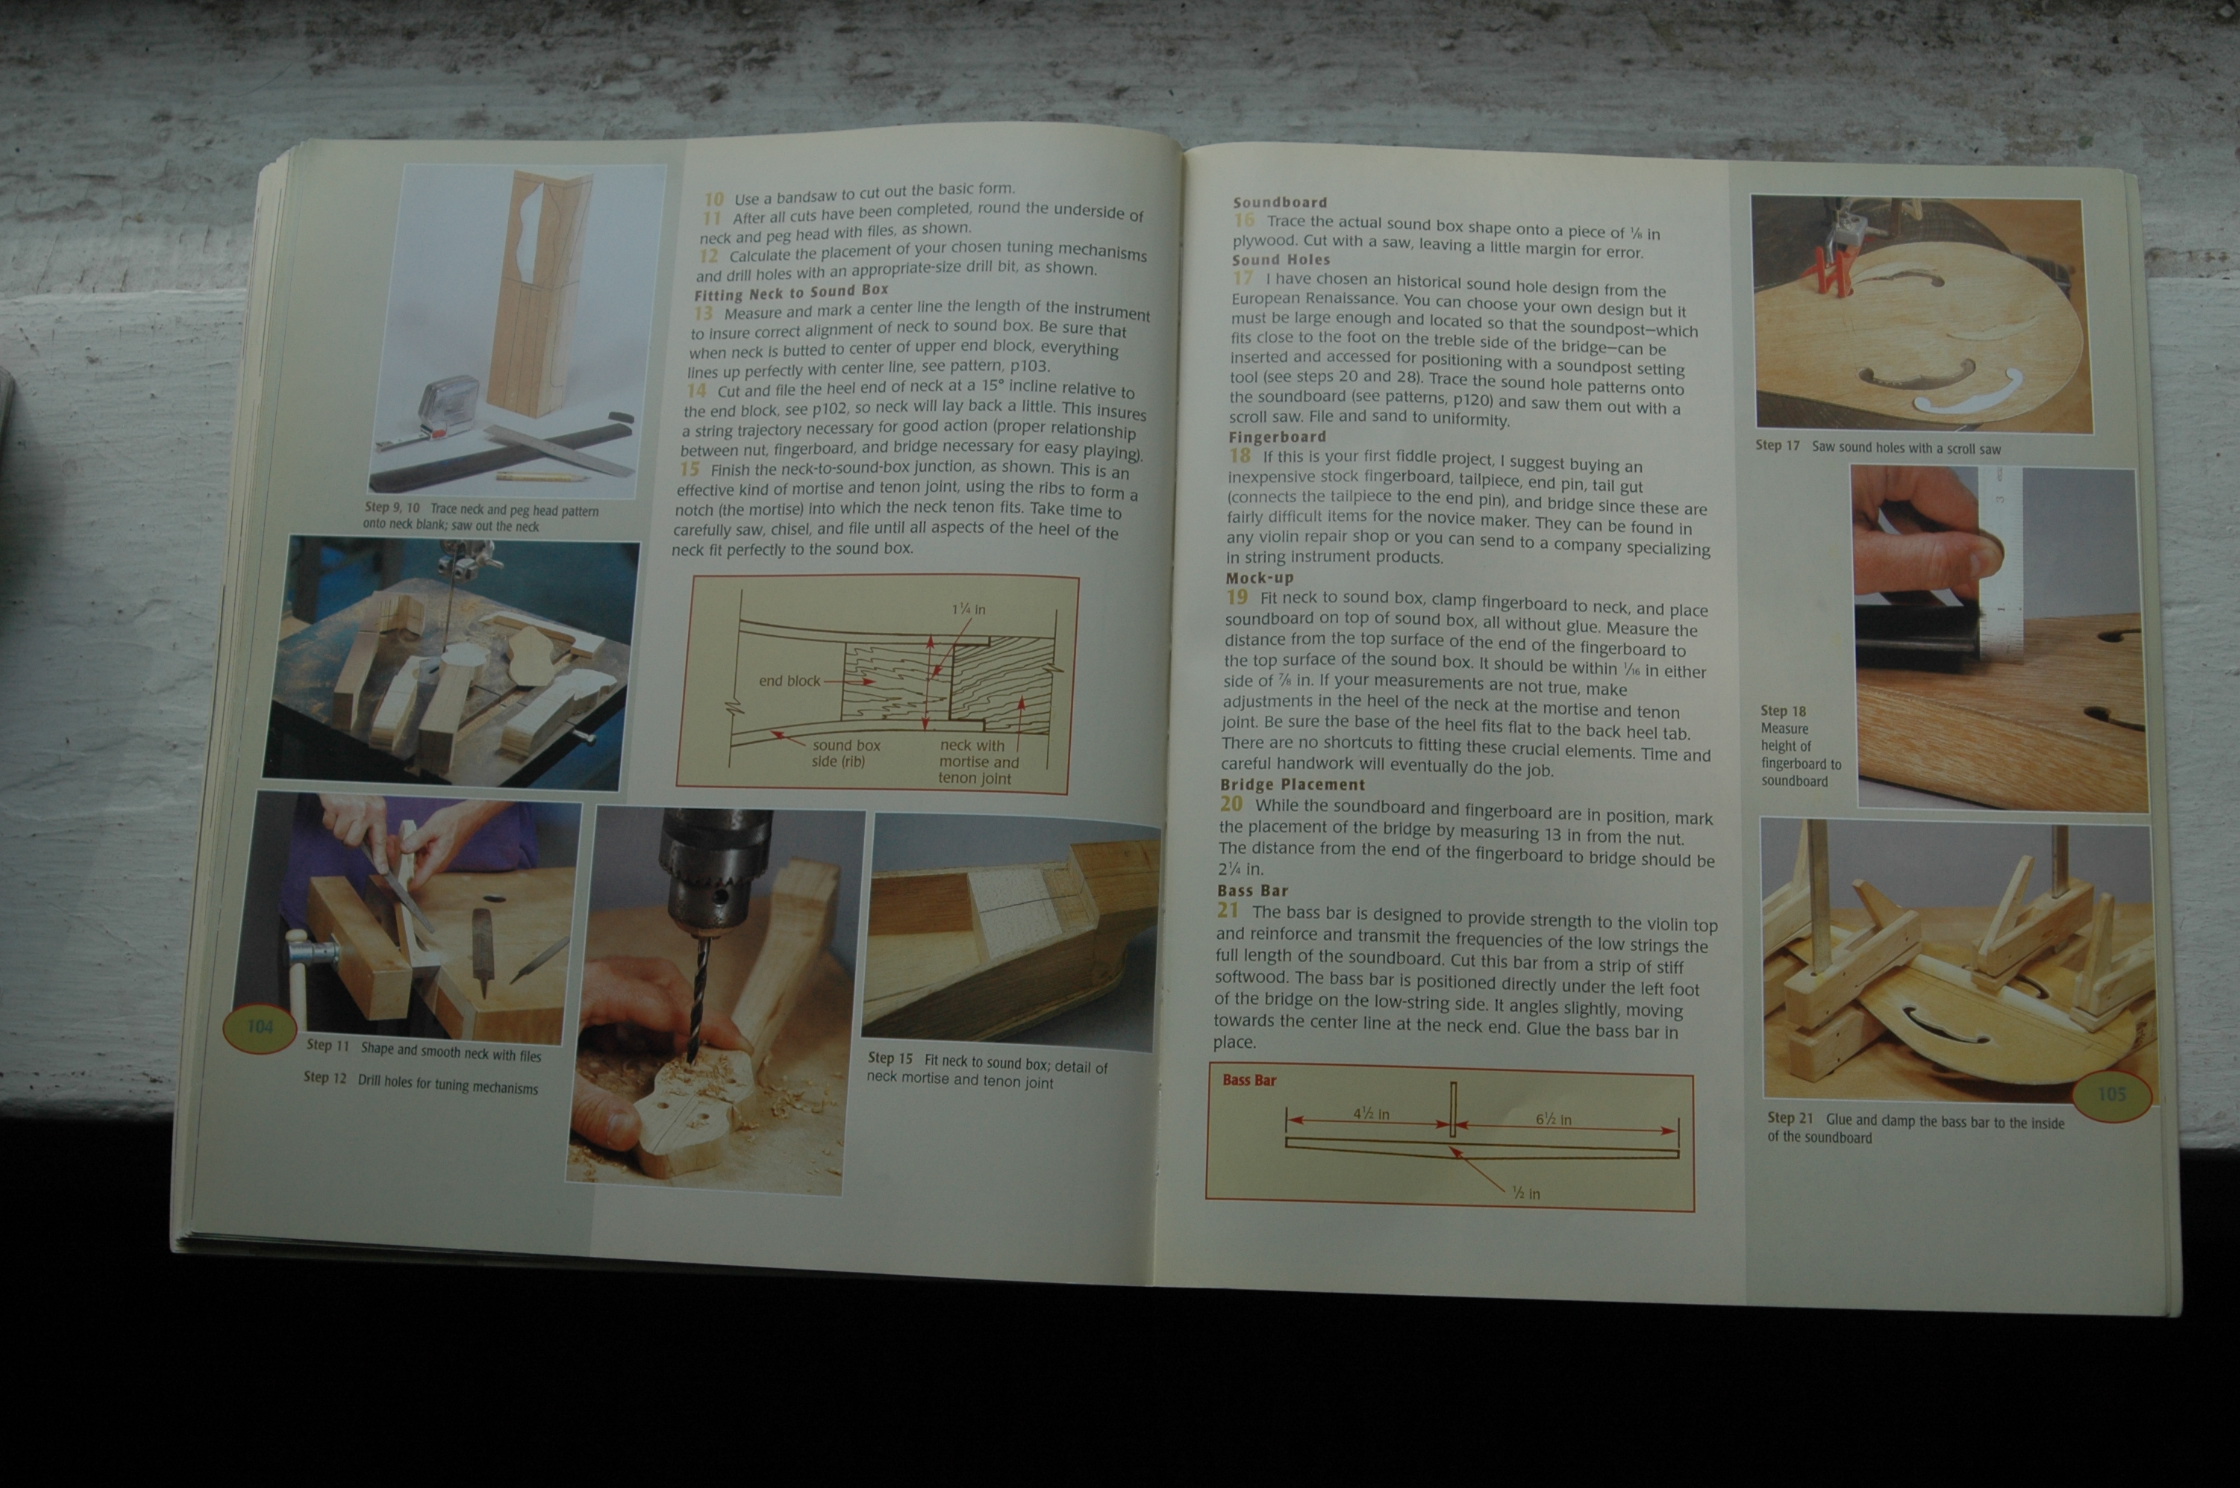 10 Use a bandsaw to cut out the basic form.
11 After all cuts have been completed, round the underside of
neck and peg head with files, as shown.
12 Calculate the placement of your chosen tuning mechanisms
and drill holes with an appropriate-size drill bit, as shown.
Fitting Neck to Sound Box
13 Measure and mark a center line the length of the instrument
to insure correct alignment of neck to sound box. Be sure that
when neck is butted to center of upper end block, everything
lines up perfectly with center line, see pattern, p103.
14 Cut and file the heel end of neck at a 15° incline relative to
the end block, see p102, so neck will lay back a little. This insures
a string trajectory necessary for good action (proper relationship
between nut, fingerboard, and bridge necessary for easy playing).
15 Finish the neck-to-sound-box junction, as shown. This is an
effective kind of mortise and tenon joint, using the ribs to form a
notch (the mortise) into which the neck tenon fits. Take time to
carefully saw, chisel, and file until all aspects of the heel of the
neck fit perfectly to the sound box.
Step 9, 10 Trace neck and peg head pattern
onto neck blank; saw out the neck
1¼ in
end block
sound box
side (rib)
neck with
mortise and
tenon joint
104
Step 11 Shape and smooth neck with files
Step 12 Drill holes for tuning mechanisms
Step 15 Fit neck to sound box; detail of
neck mortise and tenon joint
Soundboard
16 Trace the actual sound box shape onto a piece of ⅛ in
plywood. Cut with a saw, leaving a little margin for error.
Sound Holes
17 I have chosen an historical sound hole design from the
European Renaissance. You can choose your own design but it
must be large enough and located so that the soundpost—which
fits close to the foot on the treble side of the bridge—can be
inserted and accessed for positioning with a soundpost setting
tool (see steps 20 and 28). Trace the sound hole patterns onto
the soundboard (see patterns, p120) and saw them out with a
scroll saw. File and sand to uniformity.
Fingerboard
18 If this is your first fiddle project, I suggest buying an
inexpensive stock fingerboard, tailpiece, end pin, tail gut
(connects the tailpiece to the end pin), and bridge since these are
fairly difficult items for the novice maker. They can be found in
any violin repair shop or you can send to a company specializing
in string instrument products.
Mock-up
19 Fit neck to sound box, clamp fingerboard to neck, and place
soundboard on top of sound box, all without glue. Measure the
distance from the top surface of the end of the fingerboard to
the top surface of the sound box. It should be within 1/16 in either
side of ⅞ in. If your measurements are not true, make
adjustments in the heel of the neck at the mortise and tenon
joint. Be sure the base of the heel fits flat to the back heel tab.
There are no shortcuts to fitting these crucial elements. Time and
careful handwork will eventually do the job.
Bridge Placement
20 While the soundboard and fingerboard are in position, mark
the placement of the bridge by measuring 13 in from the nut.
The distance from the end of the fingerboard to bridge should be
2¼ in.
Bass Bar
21 The bass bar is designed to provide strength to the violin top
and reinforce and transmit the frequencies of the low strings the
full length of the soundboard. Cut this bar from a strip of stiff
softwood. The bass bar is positioned directly under the left foot
of the bridge on the low-string side. It angles slightly, moving
towards the center line at the neck end. Glue the bass bar in
place.
Bass Bar
4½ in
6½ in
½ in
Step 17 Saw sound holes with a scroll saw
Step 18
Measure
height of
fingerboard to
soundboard
105
Step 21 Glue and clamp the bass bar to the inside
of the soundboard